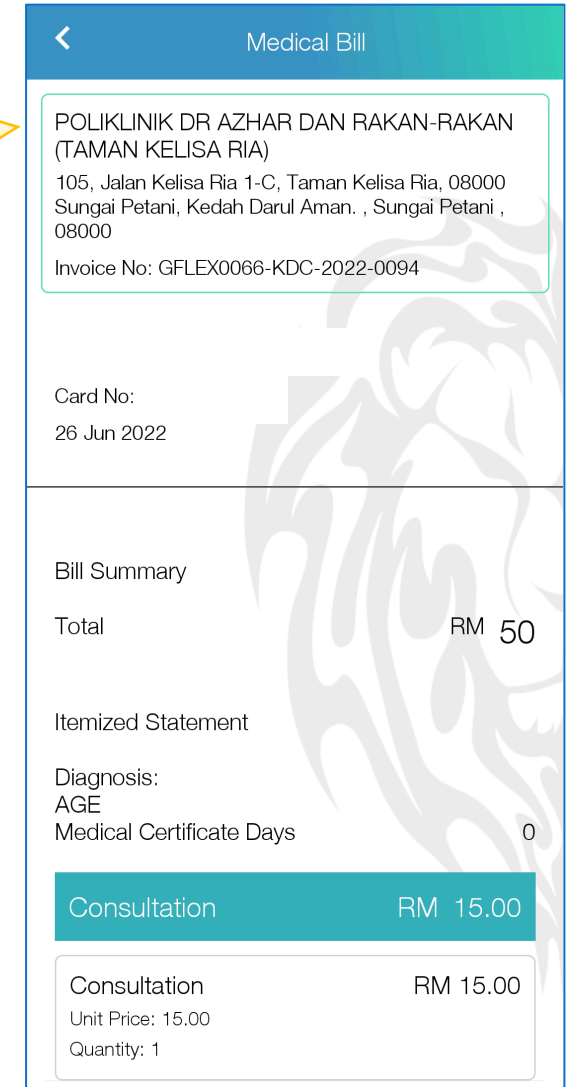 Medical Bill
POLIKLINIK DR AZHAR DAN RAKAN-RAKAN
(TAMAN KELISA RIA)
105, Jalan Kelisa Ria 1-C, Taman Kelisa Ria, 08000
Sungai Petani, Kedah Darul Aman. , Sungai Petani ,
08000
Invoice No: GFLEX0066-KDC-2022-0094
Card No:
26 Jun 2022
Bill Summary
Total RM 50
Itemized Statement
Diagnosis:
AGE
Medical Certificate Days 0
Consultation RM 15.00
Consultation RM 15.00
Unit Price: 15.00
Quantity: 1